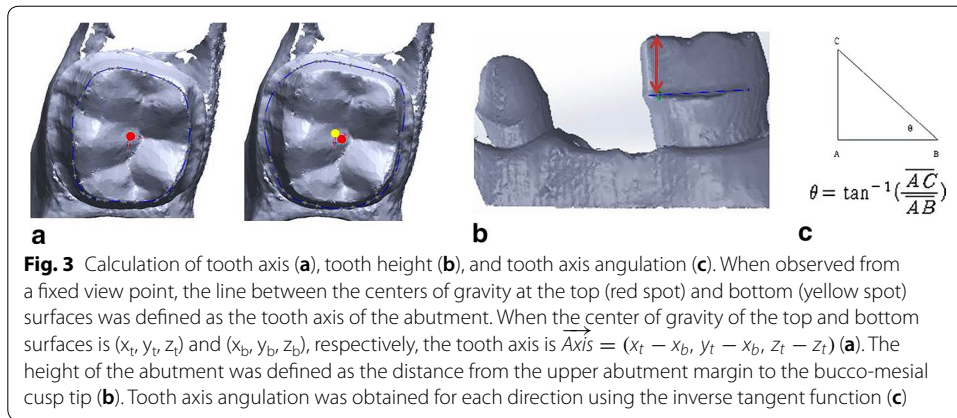 a
b
C
θ
A B
θ = tan⁻¹(AC/AB)
c
Fig. 3 Calculation of tooth axis (a), tooth height (b), and tooth axis angulation (c). When observed from
a fixed view point, the line between the centers of gravity at the top (red spot) and bottom (yellow spot)
surfaces was defined as the tooth axis of the abutment. When the center of gravity of the top and bottom
surfaces is (xₜ, yₜ, zₜ) and (x_b, y_b, z_b), respectively, the tooth axis is Axis⃗ = (xₜ − x_b, yₜ − x_b, zₜ − zₜ) (a). The
height of the abutment was defined as the distance from the upper abutment margin to the bucco-mesial
cusp tip (b). Tooth axis angulation was obtained for each direction using the inverse tangent function (c)